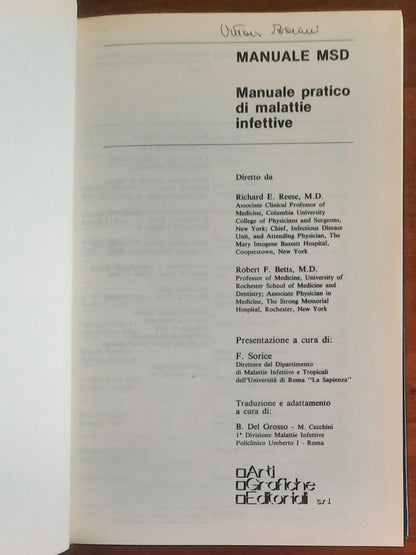 MANUALE MSD
Manuale pratico
di malattie
infettive
Diretto da
Richard E. Reese, M.D.
Associate Clinical Professor of
Medicine, Columbia University
College of Physicians and Surgeons,
New York; Chief, Infectious Disease
Unit, and Attending Physician, The
Mary Imogene Bassett Hospital,
Cooperstown, New York
Robert F. Betts, M.D.
Professor of Medicine, University of
Rochester School of Medicine and
Dentistry; Associate Physician in
Medicine, The Strong Memorial
Hospital, Rochester, New York
Presentazione a cura di:
F. Sorice
Direttore del Dipartimento
di Malattie Infettive e Tropicali
dell'Università di Roma "La Sapienza"
Traduzione e adattamento
a cura di:
B. Del Grosso - M. Cecchini
1ª Divisione Malattie Infettive
Policlinico Umberto I - Roma
Arti
Grafiche
Editoriali s.r.l.